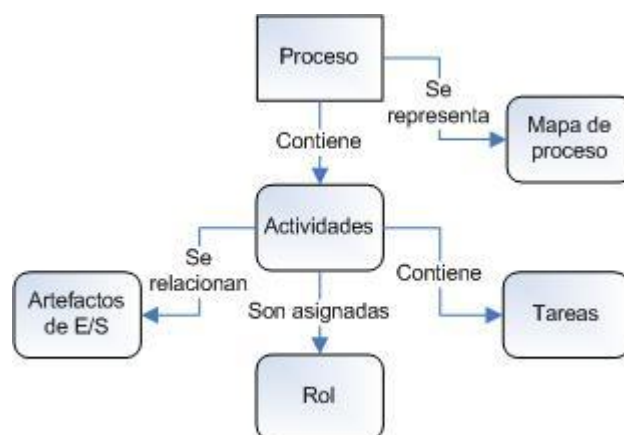 Proceso
Se
representa
Mapa de
proceso
Contiene
Actividades
Se
relacionan
Contiene
Artefactos
de E/S
Son asignadas
Tareas
Rol